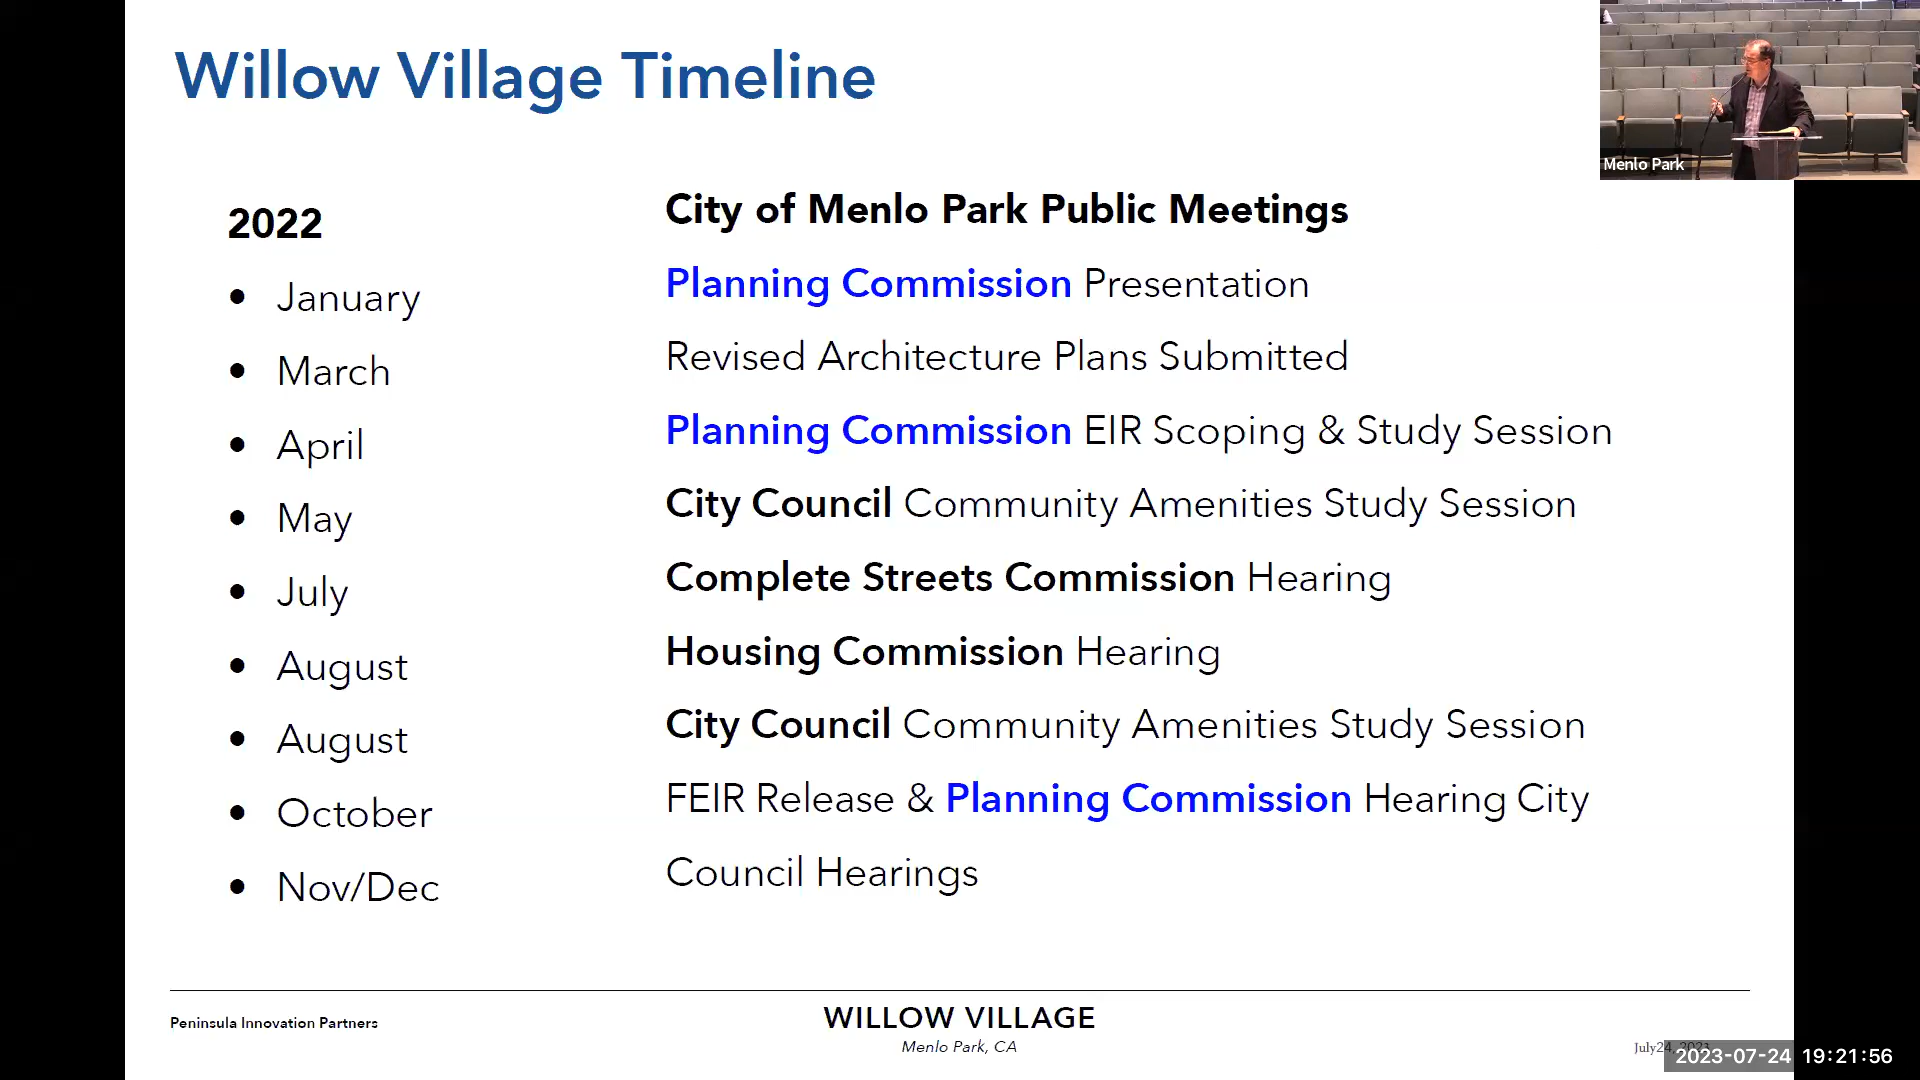 Willow Village Timeline
Menlo Park
2022
City of Menlo Park Public Meetings
• January
Planning Commission Presentation
• March
Revised Architecture Plans Submitted
• April
Planning Commission EIR Scoping & Study Session
• May
City Council Community Amenities Study Session
• July
Complete Streets Commission Hearing
• August
Housing Commission Hearing
• August
City Council Community Amenities Study Session
• October
FEIR Release & Planning Commission Hearing City
• Nov/Dec
Council Hearings
Peninsula Innovation Partners
WILLOW VILLAGE
Menlo Park, CA
July24, 2023
2023-07-24 19:21:56